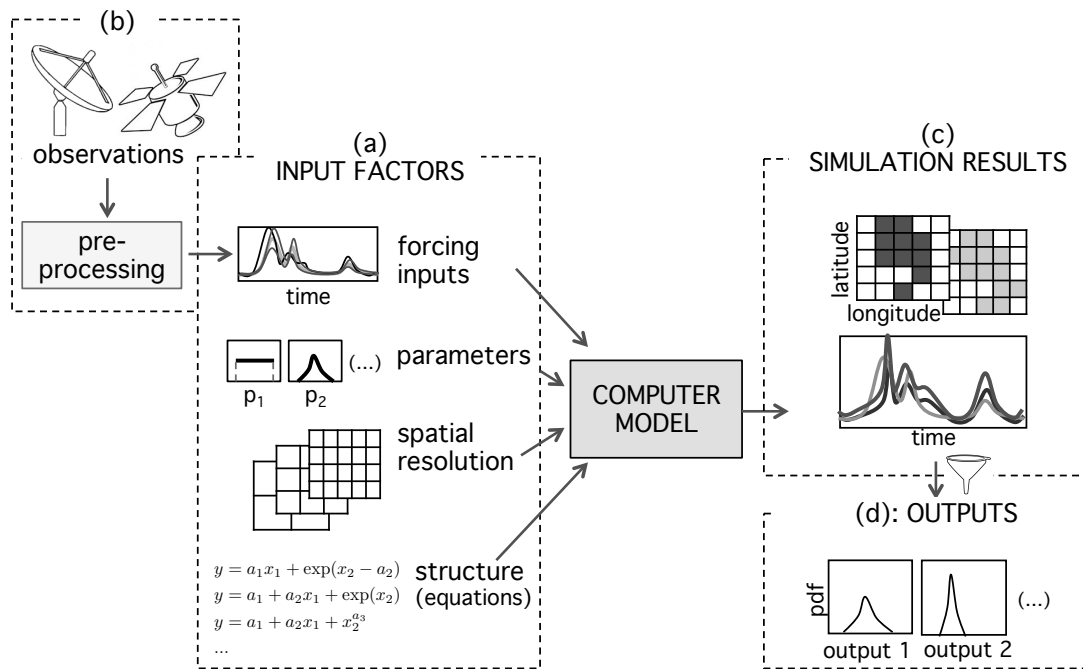 (b)
observations
pre-
processing
(a)
INPUT FACTORS
forcing
inputs
time
parameters
(...)
p₁
p₂
spatial
resolution
y = a₁x₁ + exp(x₂ − a₂)
y = a₁ + a₂x₁ + exp(x₂)
y = a₁ + a₂x₁ + x₂^{a₃}
...
structure
(equations)
COMPUTER
MODEL
(c)
SIMULATION RESULTS
latitude
longitude
time
(d): OUTPUTS
pdf
(...)
output 1
output 2